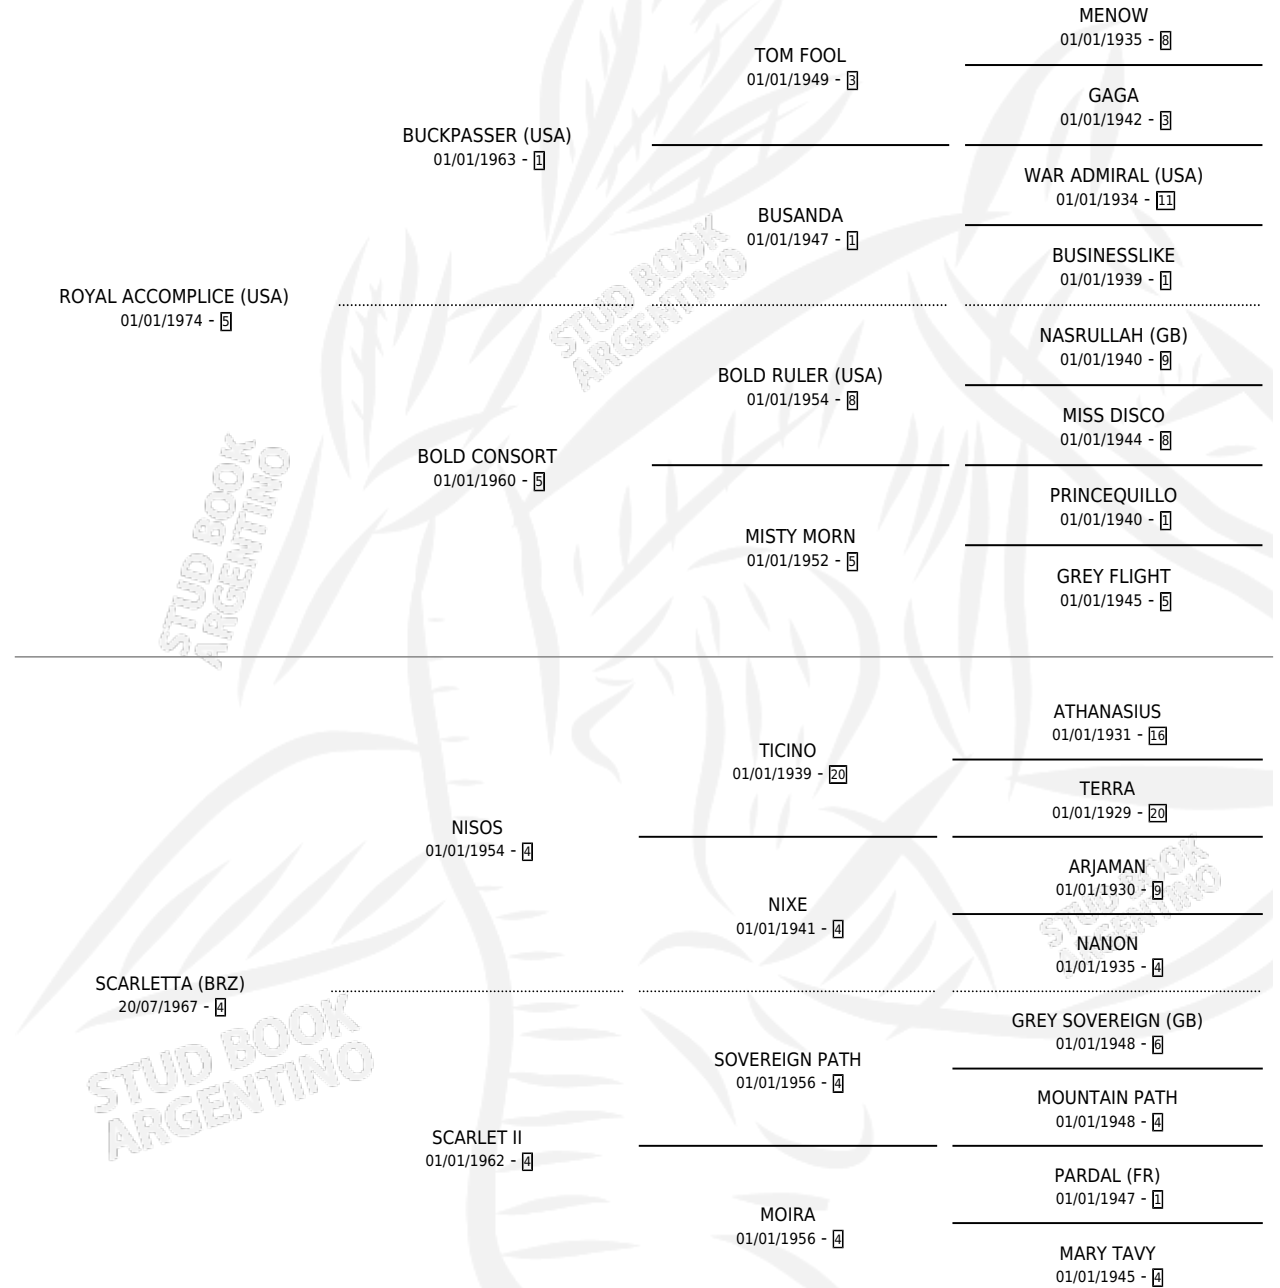 MENOW
01/01/1935 - 8
TOM FOOL
01/01/1949 - 3
GAGA
01/01/1942 - 3
BUCKPASSER (USA)
01/01/1963 - 1
WAR ADMIRAL (USA)
01/01/1934 - 11
BUSANDA
01/01/1947 - 1
BUSINESSLIKE
01/01/1939 - 1
ROYAL ACCOMPLICE (USA)
01/01/1974 - 5
STUD BOOK
ARGENTINO
NASRULLAH (GB)
01/01/1940 - 9
BOLD RULER (USA)
01/01/1954 - 8
MISS DISCO
01/01/1944 - 8
BOLD CONSORT
01/01/1960 - 5
PRINCEQUILLO
01/01/1940 - 1
MISTY MORN
01/01/1952 - 5
GREY FLIGHT
01/01/1945 - 5
STUD BOOK
ARGENTINO
ATHANASIUS
01/01/1931 - 16
TICINO
01/01/1939 - 20
TERRA
01/01/1929 - 20
NISOS
01/01/1954 - 4
ARJAMAN
01/01/1930 - 9
NIXE
01/01/1941 - 4
NANON
01/01/1935 - 4
STUD BOOK
ARGENTINO
SCARLETTA (BRZ)
20/07/1967 - 4
GREY SOVEREIGN (GB)
01/01/1948 - 6
SOVEREIGN PATH
01/01/1956 - 4
MOUNTAIN PATH
01/01/1948 - 4
STUD BOOK
ARGENTINO
SCARLET II
01/01/1962 - 4
PARDAL (FR)
01/01/1947 - 1
MOIRA
01/01/1956 - 4
MARY TAVY
01/01/1945 - 4